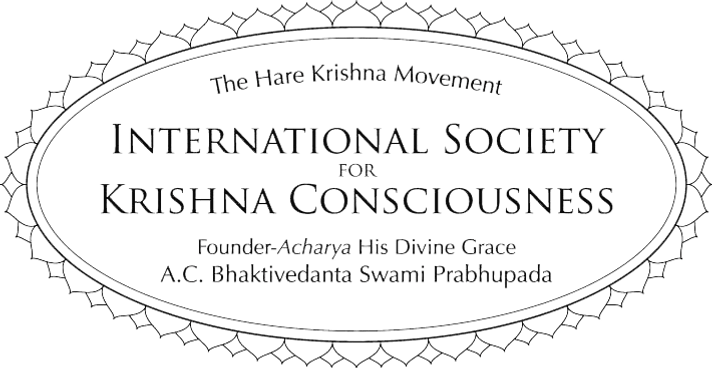 The Hare Krishna Movement
International Society
for
Krishna Consciousness
Founder-Acharya His Divine Grace
A.C. Bhaktivedanta Swami Prabhupada